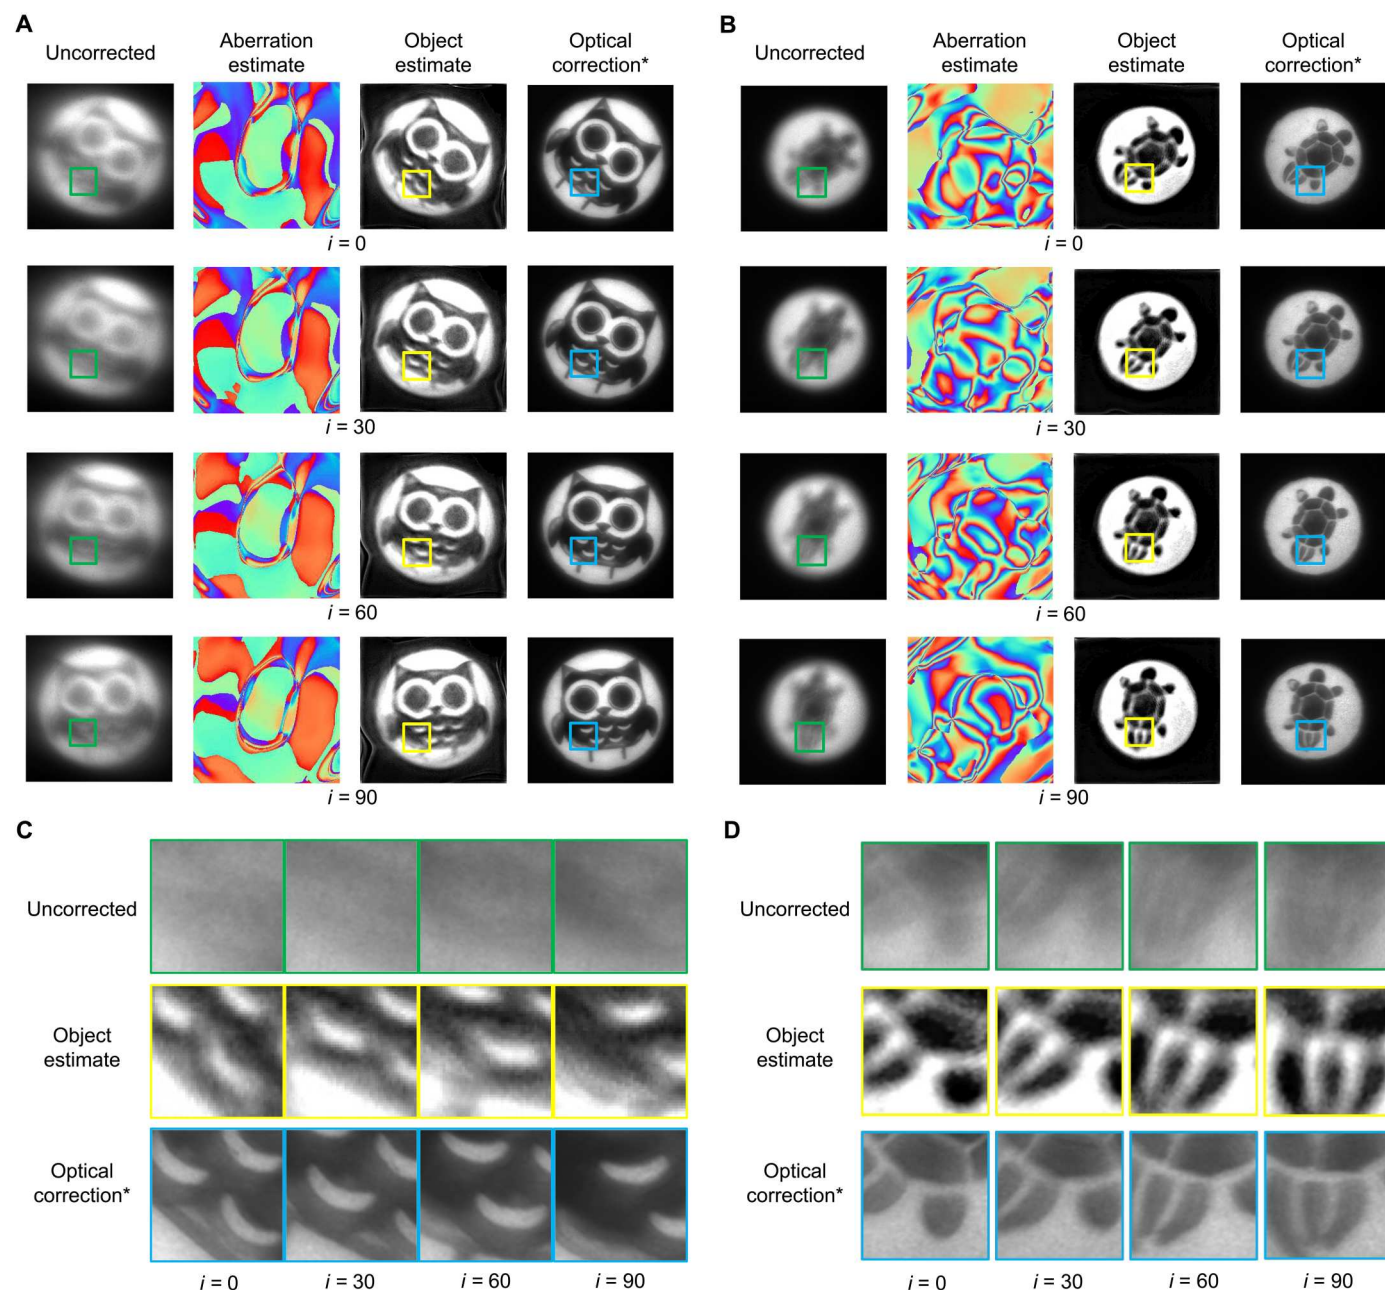 A
B
Uncorrected
Aberration
estimate
Object
estimate
Optical
correction*
Uncorrected
Aberration
estimate
Object
estimate
Optical
correction*
i = 0
i = 0
i = 30
i = 30
i = 60
i = 60
i = 90
i = 90
C
D
Uncorrected
Uncorrected
Object
estimate
Object
estimate
Optical
correction*
Optical
correction*
i = 0
i = 30
i = 60
i = 90
i = 0
i = 30
i = 60
i = 90